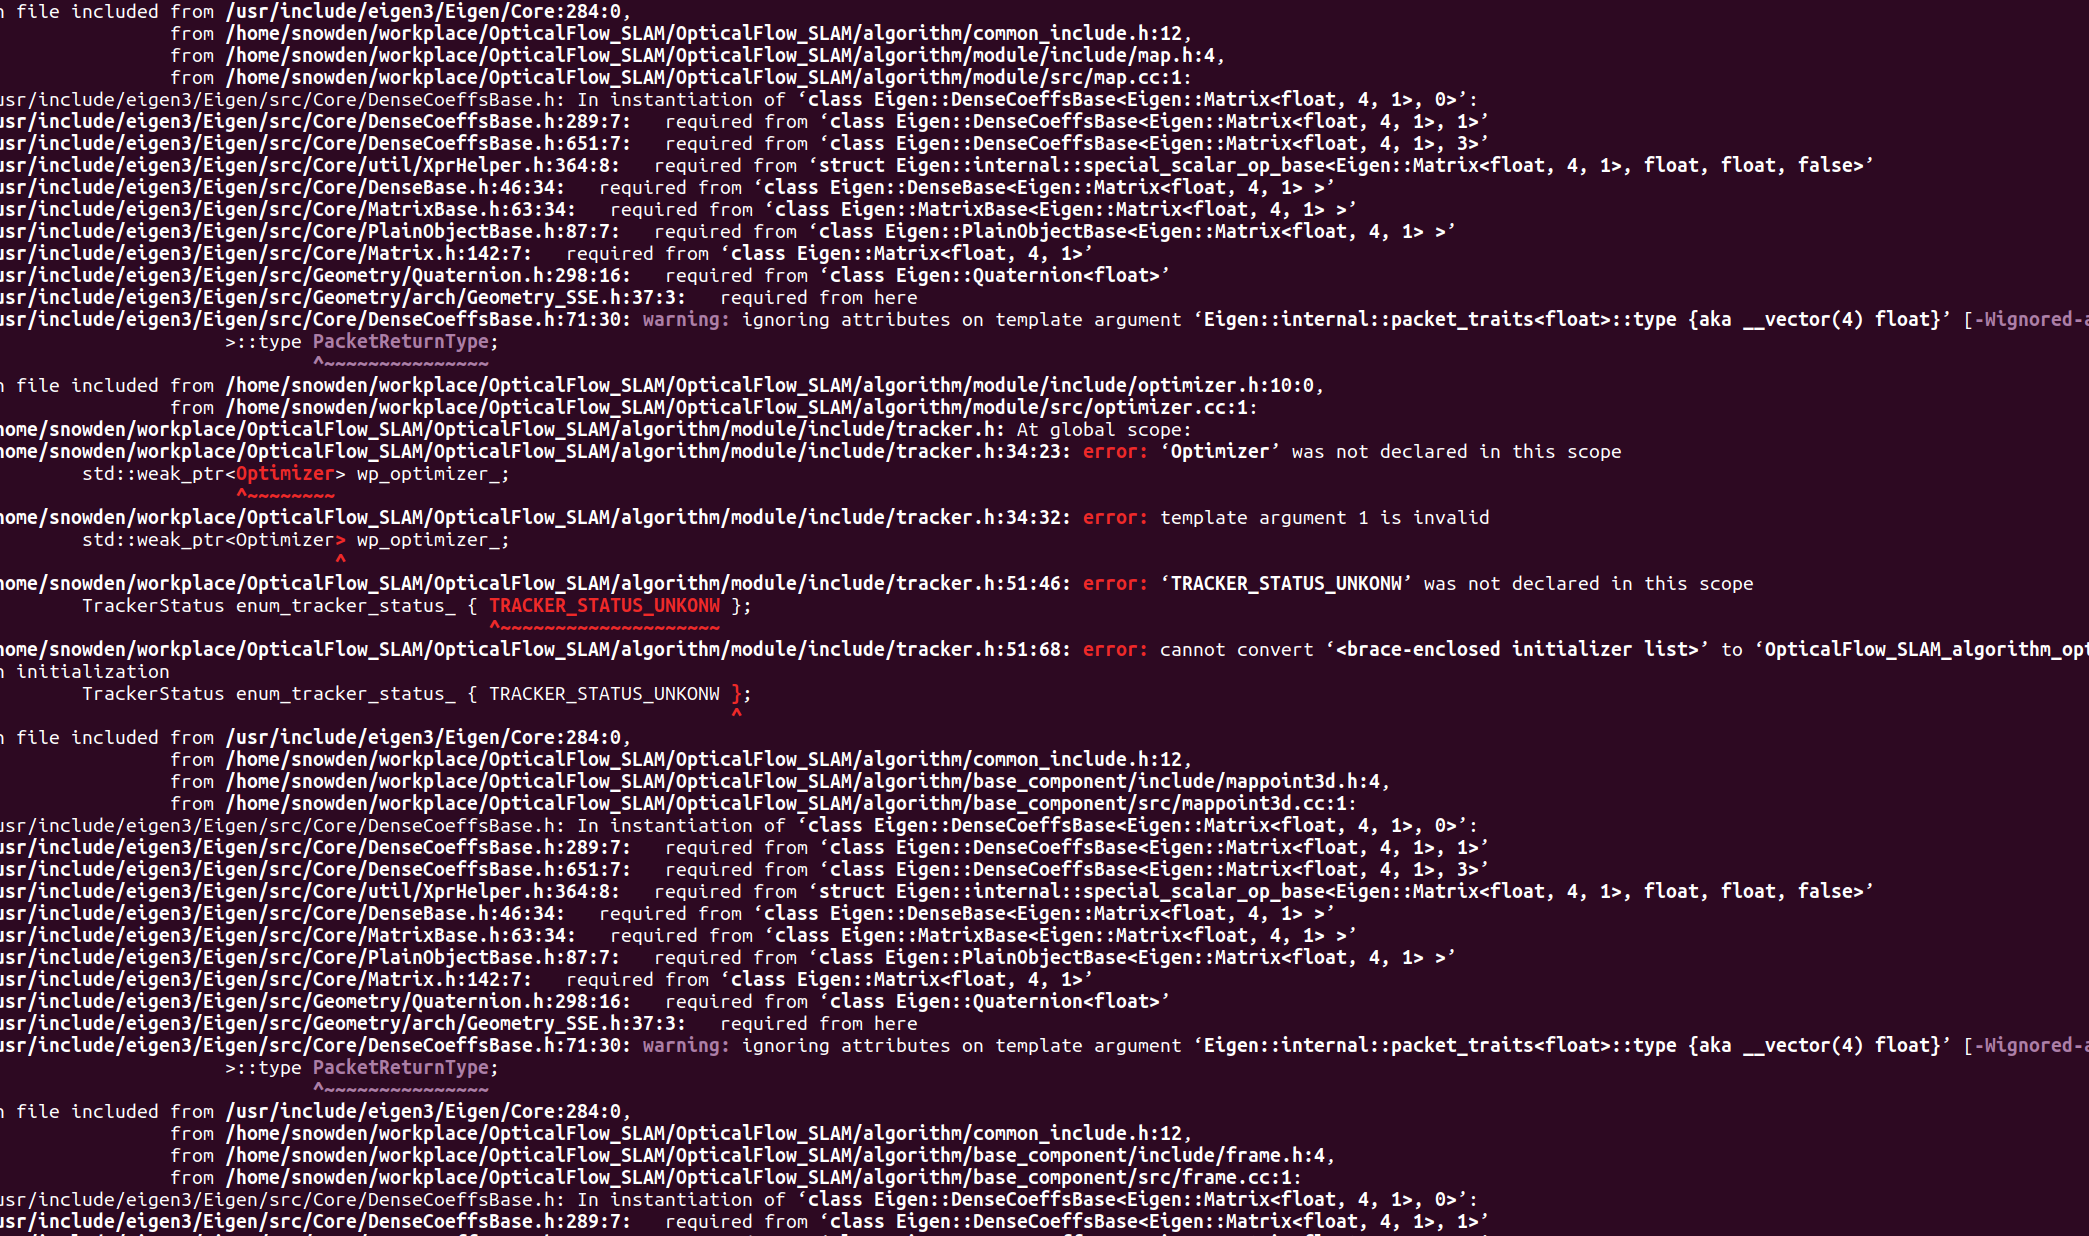 n file included from /usr/include/eigen3/Eigen/Core:284:0,
from /home/snowden/workplace/OpticalFlow_SLAM/OpticalFlow_SLAM/algorithm/common_include.h:12,
from /home/snowden/workplace/OpticalFlow_SLAM/OpticalFlow_SLAM/algorithm/module/include/map.h:4,
from /home/snowden/workplace/OpticalFlow_SLAM/OpticalFlow_SLAM/algorithm/module/src/map.cc:1:
usr/include/eigen3/Eigen/src/Core/DenseCoeffsBase.h: In instantiation of ‘class Eigen::DenseCoeffsBase<Eigen::Matrix<float, 4, 1>, 0>’:
usr/include/eigen3/Eigen/src/Core/DenseCoeffsBase.h:289:7:   required from ‘class Eigen::DenseCoeffsBase<Eigen::Matrix<float, 4, 1>, 1>’
usr/include/eigen3/Eigen/src/Core/DenseCoeffsBase.h:651:7:   required from ‘class Eigen::DenseCoeffsBase<Eigen::Matrix<float, 4, 1>, 3>’
usr/include/eigen3/Eigen/src/Core/util/XprHelper.h:364:8:   required from ‘struct Eigen::internal::special_scalar_op_base<Eigen::Matrix<float, 4, 1>, float, float, false>’
usr/include/eigen3/Eigen/src/Core/DenseBase.h:46:34:   required from ‘class Eigen::DenseBase<Eigen::Matrix<float, 4, 1> >’
usr/include/eigen3/Eigen/src/Core/MatrixBase.h:63:34:   required from ‘class Eigen::MatrixBase<Eigen::Matrix<float, 4, 1> >’
usr/include/eigen3/Eigen/src/Core/PlainObjectBase.h:87:7:   required from ‘class Eigen::PlainObjectBase<Eigen::Matrix<float, 4, 1> >’
usr/include/eigen3/Eigen/src/Core/Matrix.h:142:7:   required from ‘class Eigen::Matrix<float, 4, 1>’
usr/include/eigen3/Eigen/src/Geometry/Quaternion.h:298:16:   required from ‘class Eigen::Quaternion<float>’
usr/include/eigen3/Eigen/src/Geometry/arch/Geometry_SSE.h:37:3:   required from here
usr/include/eigen3/Eigen/src/Core/DenseCoeffsBase.h:71:30: warning: ignoring attributes on template argument ‘Eigen::internal::packet_traits<float>::type {aka __vector(4) float}’ [-Wignored-a
>::type PacketReturnType;
^~~~~~~~~~~~~~~~
n file included from /home/snowden/workplace/OpticalFlow_SLAM/OpticalFlow_SLAM/algorithm/module/include/optimizer.h:10:0,
from /home/snowden/workplace/OpticalFlow_SLAM/OpticalFlow_SLAM/algorithm/module/src/optimizer.cc:1:
home/snowden/workplace/OpticalFlow_SLAM/OpticalFlow_SLAM/algorithm/module/include/tracker.h: At global scope:
home/snowden/workplace/OpticalFlow_SLAM/OpticalFlow_SLAM/algorithm/module/include/tracker.h:34:23: error: ‘Optimizer’ was not declared in this scope
std::weak_ptr<Optimizer> wp_optimizer_;
^~~~~~~~~
home/snowden/workplace/OpticalFlow_SLAM/OpticalFlow_SLAM/algorithm/module/include/tracker.h:34:32: error: template argument 1 is invalid
std::weak_ptr<Optimizer> wp_optimizer_;
^
home/snowden/workplace/OpticalFlow_SLAM/OpticalFlow_SLAM/algorithm/module/include/tracker.h:51:46: error: ‘TRACKER_STATUS_UNKONW’ was not declared in this scope
TrackerStatus enum_tracker_status_ { TRACKER_STATUS_UNKONW };
^~~~~~~~~~~~~~~~~~~~~
home/snowden/workplace/OpticalFlow_SLAM/OpticalFlow_SLAM/algorithm/module/include/tracker.h:51:68: error: cannot convert ‘<brace-enclosed initializer list>’ to ‘OpticalFlow_SLAM_algorithm_opt
n initialization
TrackerStatus enum_tracker_status_ { TRACKER_STATUS_UNKONW };
^
n file included from /usr/include/eigen3/Eigen/Core:284:0,
from /home/snowden/workplace/OpticalFlow_SLAM/OpticalFlow_SLAM/algorithm/common_include.h:12,
from /home/snowden/workplace/OpticalFlow_SLAM/OpticalFlow_SLAM/algorithm/base_component/include/mappoint3d.h:4,
from /home/snowden/workplace/OpticalFlow_SLAM/OpticalFlow_SLAM/algorithm/base_component/src/mappoint3d.cc:1:
usr/include/eigen3/Eigen/src/Core/DenseCoeffsBase.h: In instantiation of ‘class Eigen::DenseCoeffsBase<Eigen::Matrix<float, 4, 1>, 0>’:
usr/include/eigen3/Eigen/src/Core/DenseCoeffsBase.h:289:7:   required from ‘class Eigen::DenseCoeffsBase<Eigen::Matrix<float, 4, 1>, 1>’
usr/include/eigen3/Eigen/src/Core/DenseCoeffsBase.h:651:7:   required from ‘class Eigen::DenseCoeffsBase<Eigen::Matrix<float, 4, 1>, 3>’
usr/include/eigen3/Eigen/src/Core/util/XprHelper.h:364:8:   required from ‘struct Eigen::internal::special_scalar_op_base<Eigen::Matrix<float, 4, 1>, float, float, false>’
usr/include/eigen3/Eigen/src/Core/DenseBase.h:46:34:   required from ‘class Eigen::DenseBase<Eigen::Matrix<float, 4, 1> >’
usr/include/eigen3/Eigen/src/Core/MatrixBase.h:63:34:   required from ‘class Eigen::MatrixBase<Eigen::Matrix<float, 4, 1> >’
usr/include/eigen3/Eigen/src/Core/PlainObjectBase.h:87:7:   required from ‘class Eigen::PlainObjectBase<Eigen::Matrix<float, 4, 1> >’
usr/include/eigen3/Eigen/src/Core/Matrix.h:142:7:   required from ‘class Eigen::Matrix<float, 4, 1>’
usr/include/eigen3/Eigen/src/Geometry/Quaternion.h:298:16:   required from ‘class Eigen::Quaternion<float>’
usr/include/eigen3/Eigen/src/Geometry/arch/Geometry_SSE.h:37:3:   required from here
usr/include/eigen3/Eigen/src/Core/DenseCoeffsBase.h:71:30: warning: ignoring attributes on template argument ‘Eigen::internal::packet_traits<float>::type {aka __vector(4) float}’ [-Wignored-a
>::type PacketReturnType;
^~~~~~~~~~~~~~~~
n file included from /usr/include/eigen3/Eigen/Core:284:0,
from /home/snowden/workplace/OpticalFlow_SLAM/OpticalFlow_SLAM/algorithm/common_include.h:12,
from /home/snowden/workplace/OpticalFlow_SLAM/OpticalFlow_SLAM/algorithm/base_component/include/frame.h:4,
from /home/snowden/workplace/OpticalFlow_SLAM/OpticalFlow_SLAM/algorithm/base_component/src/frame.cc:1:
usr/include/eigen3/Eigen/src/Core/DenseCoeffsBase.h: In instantiation of ‘class Eigen::DenseCoeffsBase<Eigen::Matrix<float, 4, 1>, 0>’:
usr/include/eigen3/Eigen/src/Core/DenseCoeffsBase.h:289:7:   required from ‘class Eigen::DenseCoeffsBase<Eigen::Matrix<float, 4, 1>, 1>’